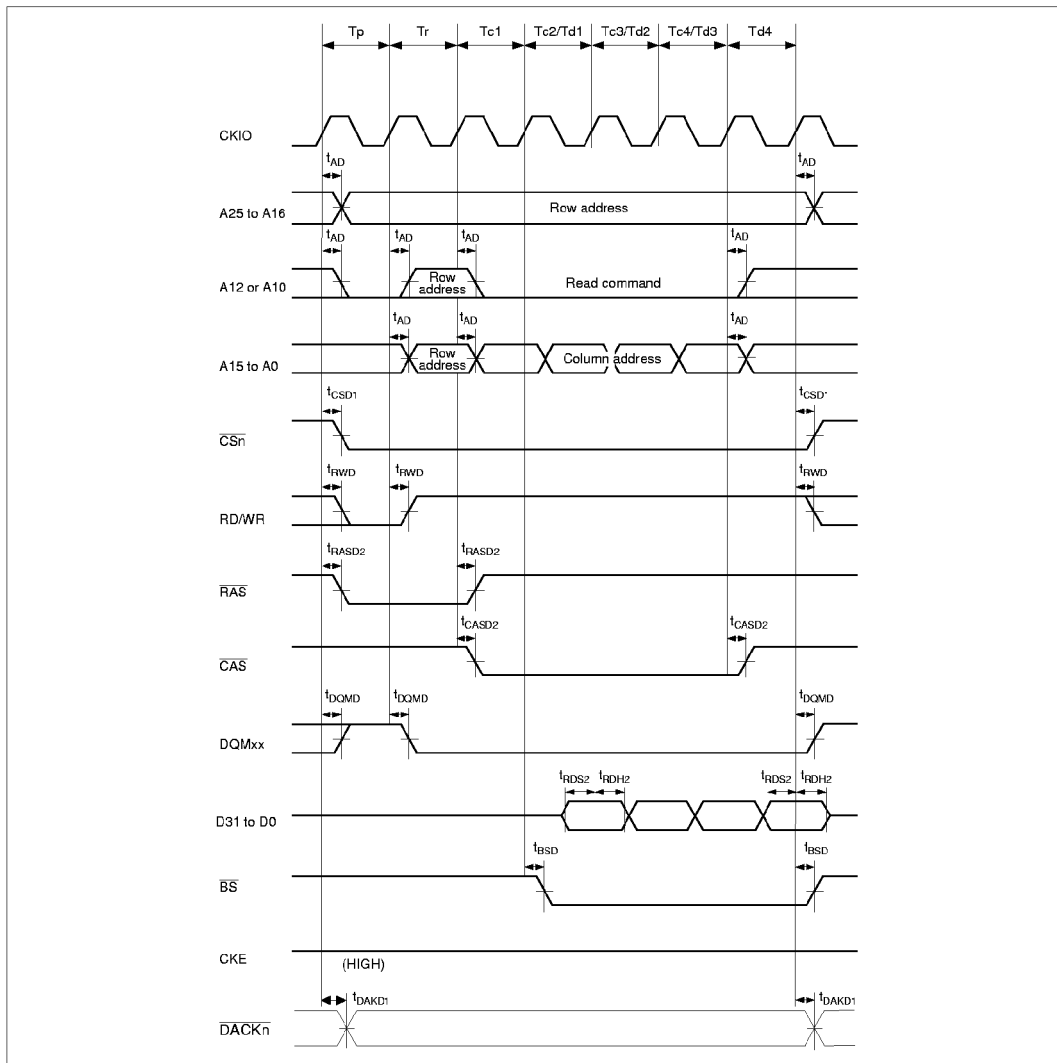 Tp Tr Tc1 Tc2/Td1 Tc3/Td2 Tc4/Td3 Td4
CKIO
tAD tAD
A25 to A16 Row address
tAD tAD tAD tAD
A12 or A10 Row address Read command
tAD tAD tAD
A15 to A0 Row address Column address
tCSD1 tCSD1
CSn
tRWD tRWD tRWD
RD/WR
tRASD2 tRASD2
RAS
tCASD2 tCASD2
CAS
tDQMD tDQMD tDQMD
DQMxx
tRDS2 tRDH2 tRDS2 tRDH2
D31 to D0
tBSD tBSD
BS
CKE (HIGH)
tDAKD1 tDAKD1
DACKn